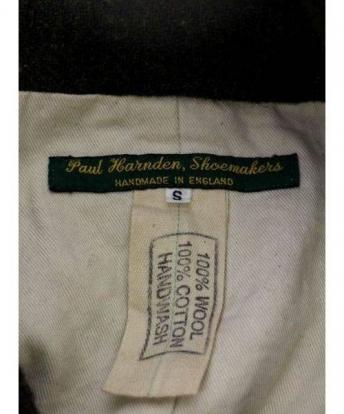 Paul Harnden, Shoemakers
HANDMADE IN ENGLAND
S
100% WOOL
100% COTTON
HANDWASH